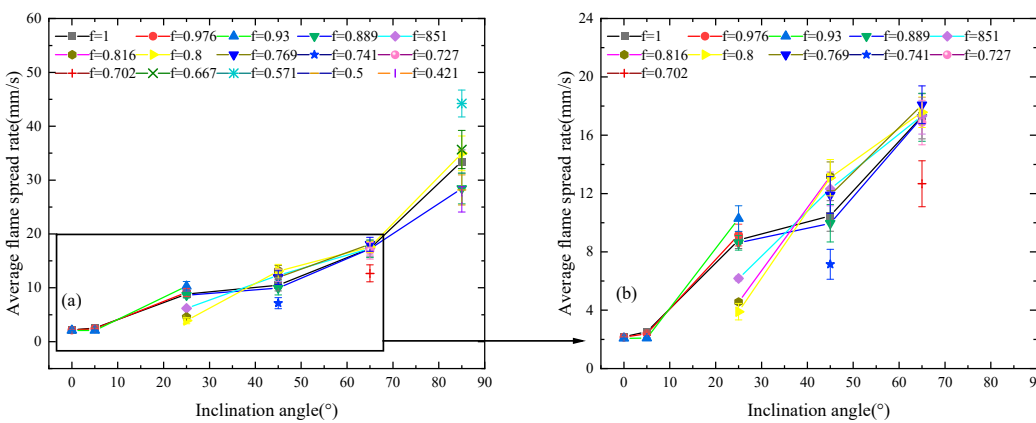 f=1 f=0.976 f=0.93 f=0.889 f=851
f=0.816 f=0.8 f=0.769 f=0.741 f=0.727
f=0.702 f=0.667 f=0.571 f=0.5 f=0.421
60
50
40
30
20
10
0
Average flame spread rate(mm/s)
(a)
0 10 20 30 40 50 60 70 80 90
Inclination angle(°)
f=1 f=0.976 f=0.93 f=0.889 f=851
f=0.816 f=0.8 f=0.769 f=0.741 f=0.727
f=0.702
24
20
16
12
8
4
0
Average flame spread rate(mm/s)
(b)
0 10 20 30 40 50 60 70 80 90
Inclination angle(°)